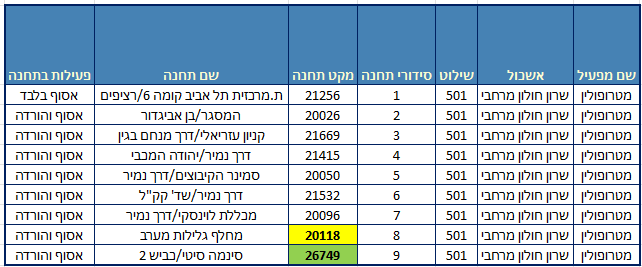 שם מפעיל אשכול שילוט סידורי תחנה מקט תחנה שם תחנה פעילות בתחנה
מטרופולין שרון חולון מרחבי 501 1 21256 ת.מרכזית תל אביב קומה 6/רציפים אסוף בלבד
מטרופולין שרון חולון מרחבי 501 2 20026 המסגר/בן אביגדור אסוף והורדה
מטרופולין שרון חולון מרחבי 501 3 21669 קניון עזריאלי/דרך מנחם בגין אסוף והורדה
מטרופולין שרון חולון מרחבי 501 4 21415 דרך נמיר/יהודה המכבי אסוף והורדה
מטרופולין שרון חולון מרחבי 501 5 20050 סמינר הקיבוצים/דרך נמיר אסוף והורדה
מטרופולין שרון חולון מרחבי 501 6 21532 דרך נמיר/שד' קק"ל אסוף והורדה
מטרופולין שרון חולון מרחבי 501 7 20096 מכללת לוינסקי/דרך נמיר אסוף והורדה
מטרופולין שרון חולון מרחבי 501 8 20118 מחלף גלילות מערב אסוף והורדה
מטרופולין שרון חולון מרחבי 501 9 26749 סינמה סיטי/כביש 2 אסוף והורדה